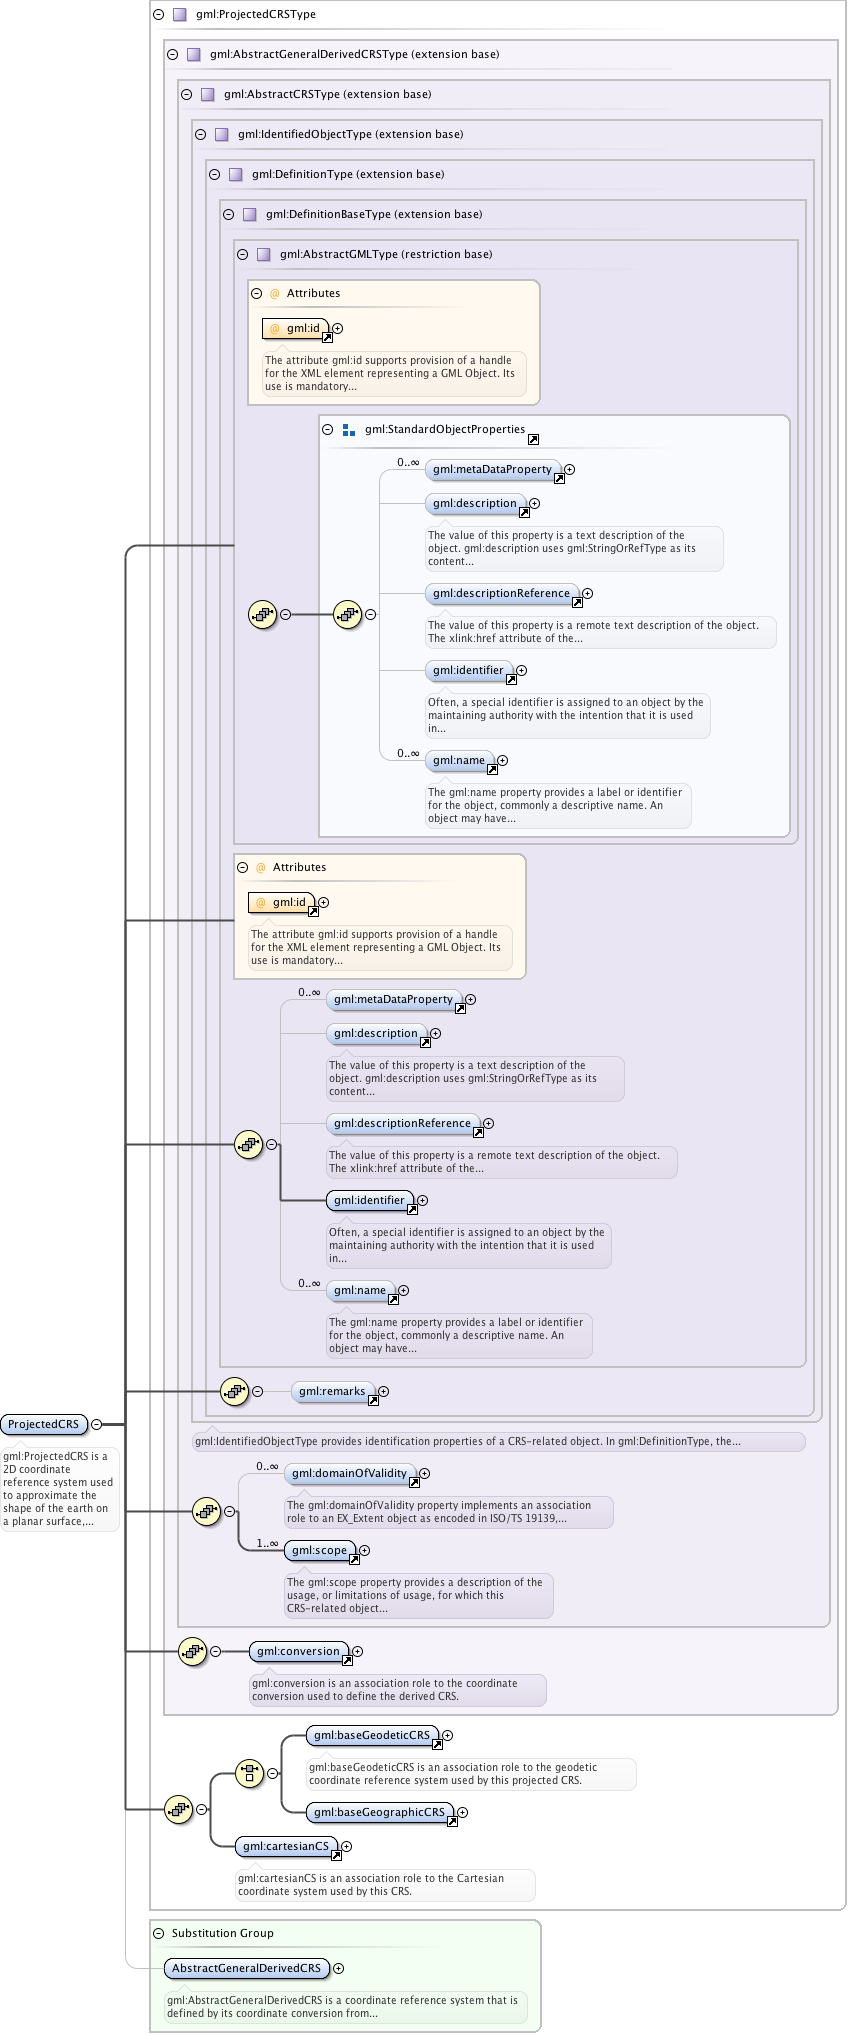 gml:ProjectedCRSType
gml:AbstractGeneralDerivedCRSType (extension base)
gml:AbstractCRSType (extension base)
gml:IdentifiedObjectType (extension base)
gml:DefinitionType (extension base)
gml:DefinitionBaseType (extension base)
gml:AbstractGMLType (restriction base)
@ Attributes
@ gml:id
The attribute gml:id supports provision of a handle
for the XML element representing a GML Object. Its
use is mandatory...
gml:StandardObjectProperties
0..∞
gml:metaDataProperty
gml:description
The value of this property is a text description of the
object. gml:description uses gml:StringOrRefType as its
content...
gml:descriptionReference
The value of this property is a remote text description of the object.
The xlink:href attribute of the...
gml:identifier
Often, a special identifier is assigned to an object by the
maintaining authority with the intention that it is used
in...
0..∞
gml:name
The gml:name property provides a label or identifier
for the object, commonly a descriptive name. An
object may have...
@ Attributes
@ gml:id
The attribute gml:id supports provision of a handle
for the XML element representing a GML Object. Its
use is mandatory...
0..∞
gml:metaDataProperty
gml:description
The value of this property is a text description of the
object. gml:description uses gml:StringOrRefType as its
content...
gml:descriptionReference
The value of this property is a remote text description of the object.
The xlink:href attribute of the...
gml:identifier
Often, a special identifier is assigned to an object by the
maintaining authority with the intention that it is used
in...
0..∞
gml:name
The gml:name property provides a label or identifier
for the object, commonly a descriptive name. An
object may have...
gml:remarks
ProjectedCRS
gml:ProjectedCRS is a
2D coordinate
reference system used
to approximate the
shape of the earth on
a planar surface,...
gml:IdentifiedObjectType provides identification properties of a CRS-related object. In gml:DefinitionType, the...
0..∞
gml:domainOfValidity
The gml:domainOfValidity property implements an association
role to an EX_Extent object as encoded in ISO/TS 19139,...
1..∞
gml:scope
The gml:scope property provides a description of the
usage, or limitations of usage, for which this
CRS-related object...
gml:conversion
gml:conversion is an association role to the coordinate
conversion used to define the derived CRS.
gml:baseGeodeticCRS
gml:baseGeodeticCRS is an association role to the geodetic
coordinate reference system used by this projected CRS.
gml:baseGeographicCRS
gml:cartesianCS
gml:cartesianCS is an association role to the Cartesian
coordinate system used by this CRS.
Substitution Group
AbstractGeneralDerivedCRS
gml:AbstractGeneralDerivedCRS is a coordinate reference system that is
defined by its coordinate conversion from...